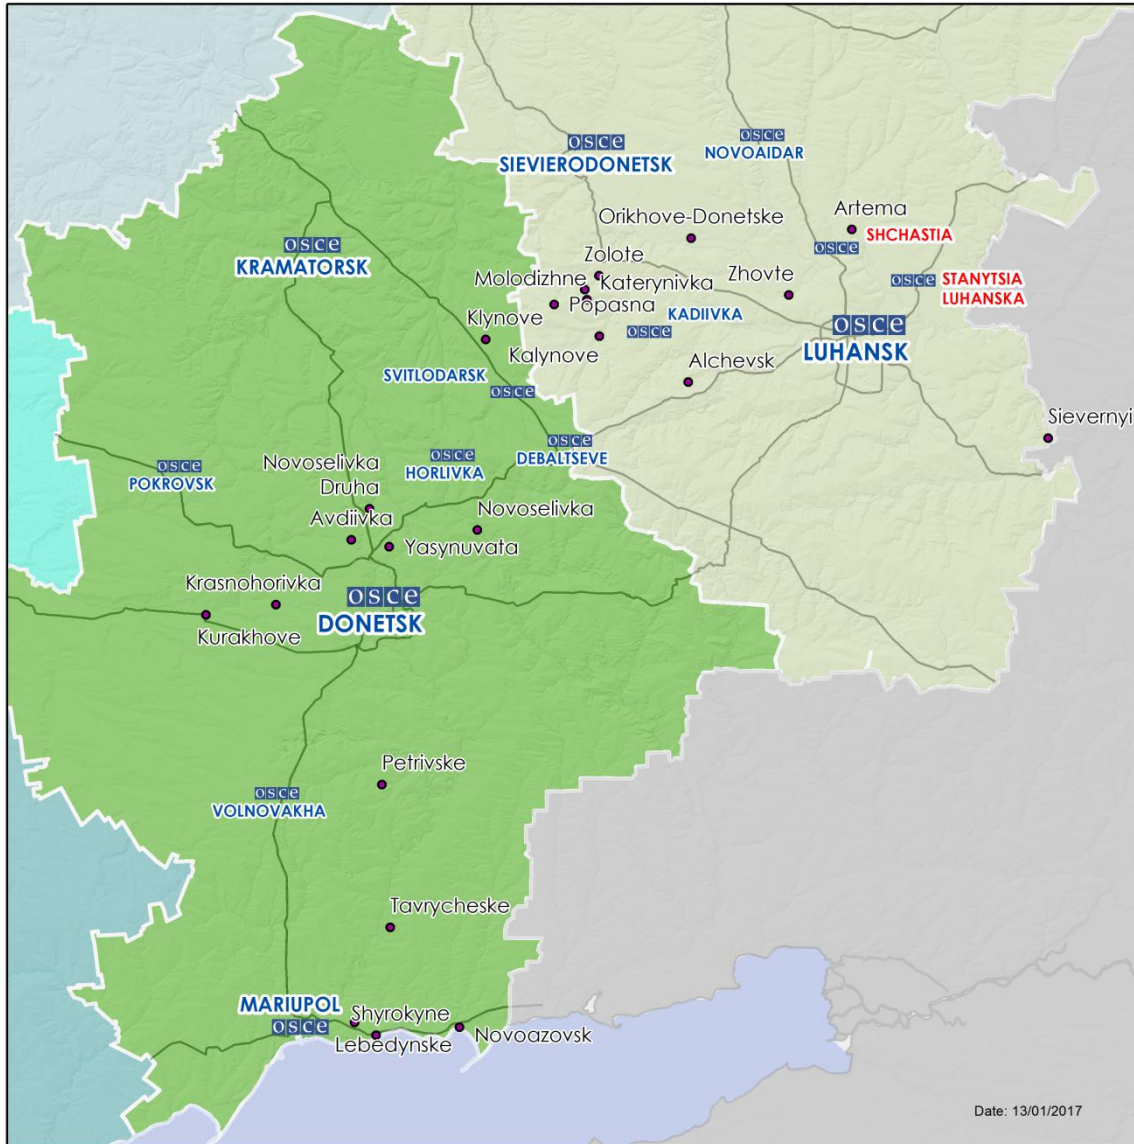 osce
osce
NOVOAIDAR
SIEVIERODONETSK
Artema
Orikhove-Donetske
SHCHASTIA
osce
osce
KRAMATORSK
Zolote
Molodizhne
Katerynivka
Zhovte
osce
STANYTSIA
LUHANSKA
Popasna
Klynove
KADIIVKA
osce
osce
LUHANSK
Kalynove
Alchevsk
SVITLODARSK
osce
Sievernyi
osce
DEBALTSEVE
osce
HORLIVKA
osce
POKROVSK
Novoselivka
Druha
Avdiivka
Novoselivka
Yasynuvata
Krasnohorivka
osce
DONETSK
Kurakhove
Petrivske
osce
VOLNOVAKHA
Tavrycheske
MARIUPOL
osce
Shyrokyne
Lebedynske
Novoazovsk
Date: 13/01/2017